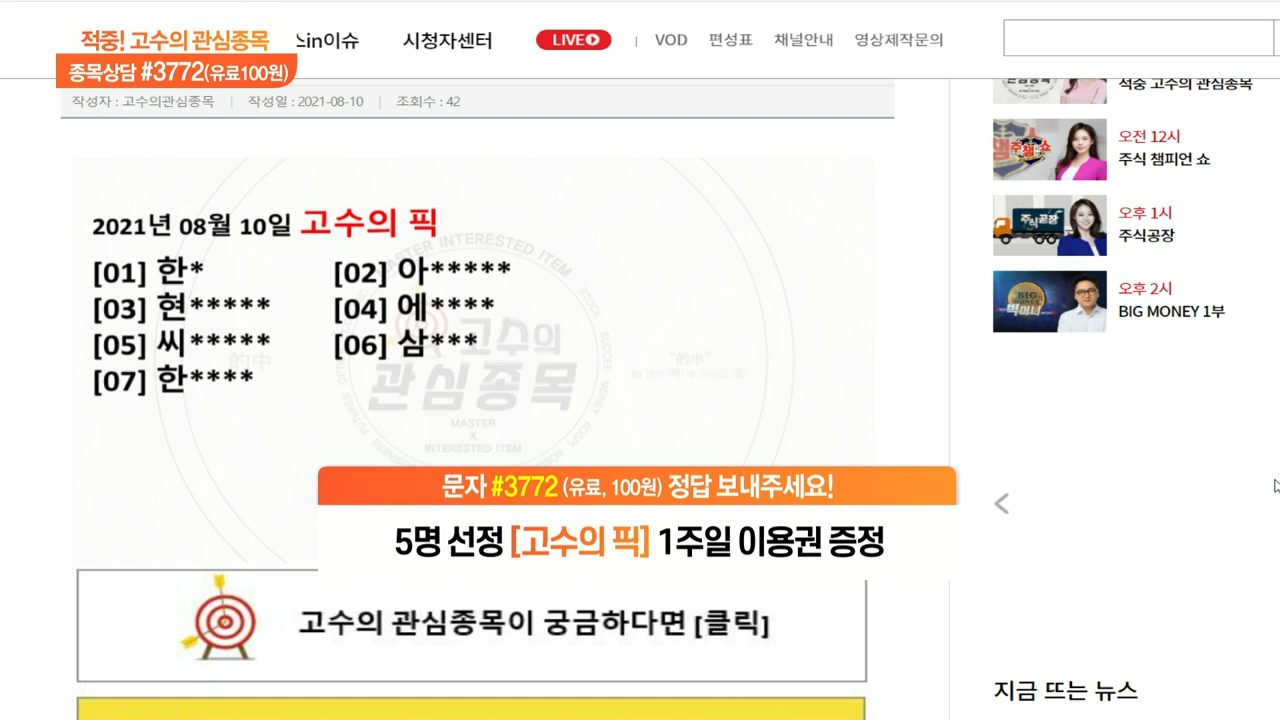 적중! 고수의 관심종목
종목상담 #3772(유료100원)
in이슈 시청자센터 LIVE VOD 편성표 채널안내 영상제작문의
작성자 : 고수의관심종목 | 작성일 : 2021-08-10 | 조회수 : 42
적중 고수의 관심종목
오전 12시
주식 챔피언 쇼
오후 1시
주식공장
오후 2시
BIG MONEY 1부
2021년 08월 10일 고수의 픽
[01] 한* [02] 아*****
[03] 현***** [04] 에****
[05] 씨***** [06] 삼***
[07] 한****
MASTER INTERESTED ITEM
고수의
관심종목
MASTER
X
INTERESTED ITEM
"的中"
문자 #3772 (유료, 100원) 정답 보내주세요!
5명 선정 [고수의 픽] 1주일 이용권 증정
고수의 관심종목이 궁금하다면 [클릭]
지금 뜨는 뉴스